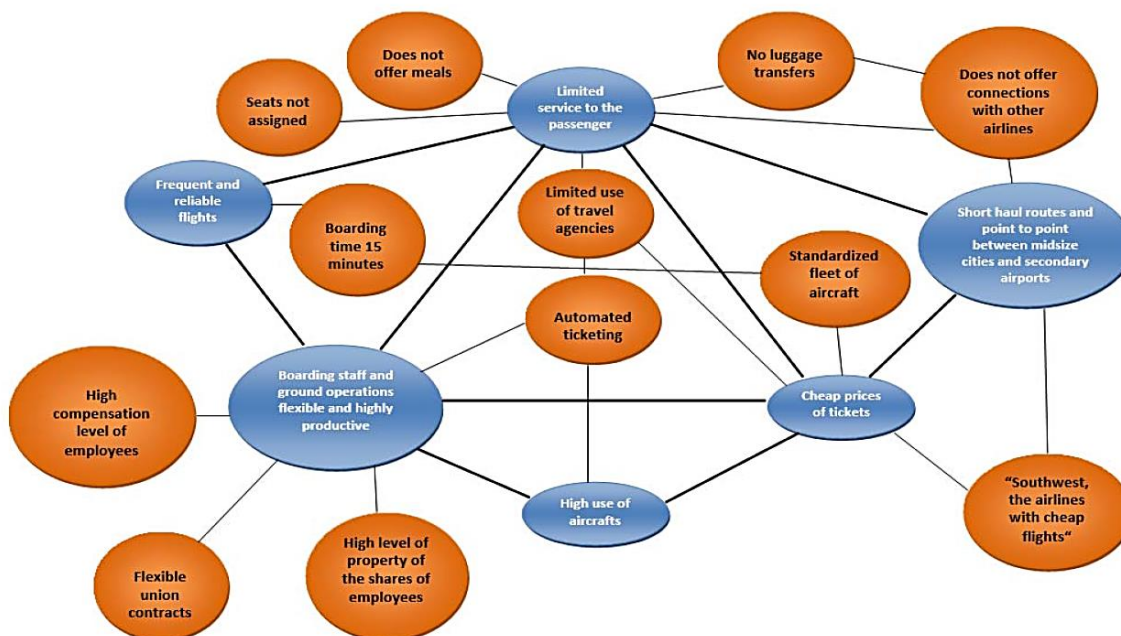 Does not
offer meals
No luggage
transfers
Limited
service to the
passenger
Does not offer
connections
with other
airlines
Seats not
assigned
Frequent and
reliable
flights
Limited use
of travel
agencies
Short haul routes and
point to point
between midsize
cities and secondary
airports
Boarding
time 15
minutes
Standardized
fleet of
aircraft
Automated
ticketing
Boarding staff and
ground operations
flexible and highly
productive
Cheap prices
of tickets
High
compensation
level of
employees
High use of
aircrafts
“Southwest,
the airlines
with cheap
flights“
Flexible
union
contracts
High level of
property of
the shares of
employees